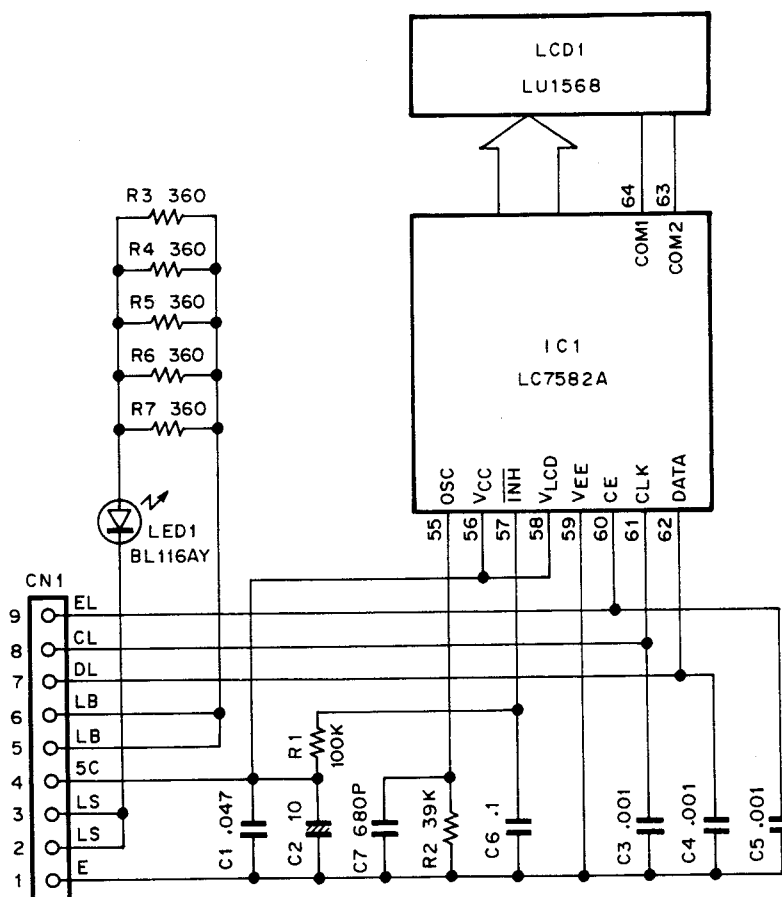 LCD1
LU1568
64
63
COM1
COM2
IC1
LC7582A
OSC
VCC
INH
VLCD
VEE
CE
CLK
DATA
55
56
57
58
59
60
61
62
R3 360
R4 360
R5 360
R6 360
R7 360
LED1
BL116AY
CN1
9 EL
8 CL
7 DL
6 LB
5 LB
4 5C
3 LS
2 LS
1 E
R1
100K
C1 .047
C2 10
C7 680P
R2 39K
C6 .1
C3 .001
C4 .001
C5 .001